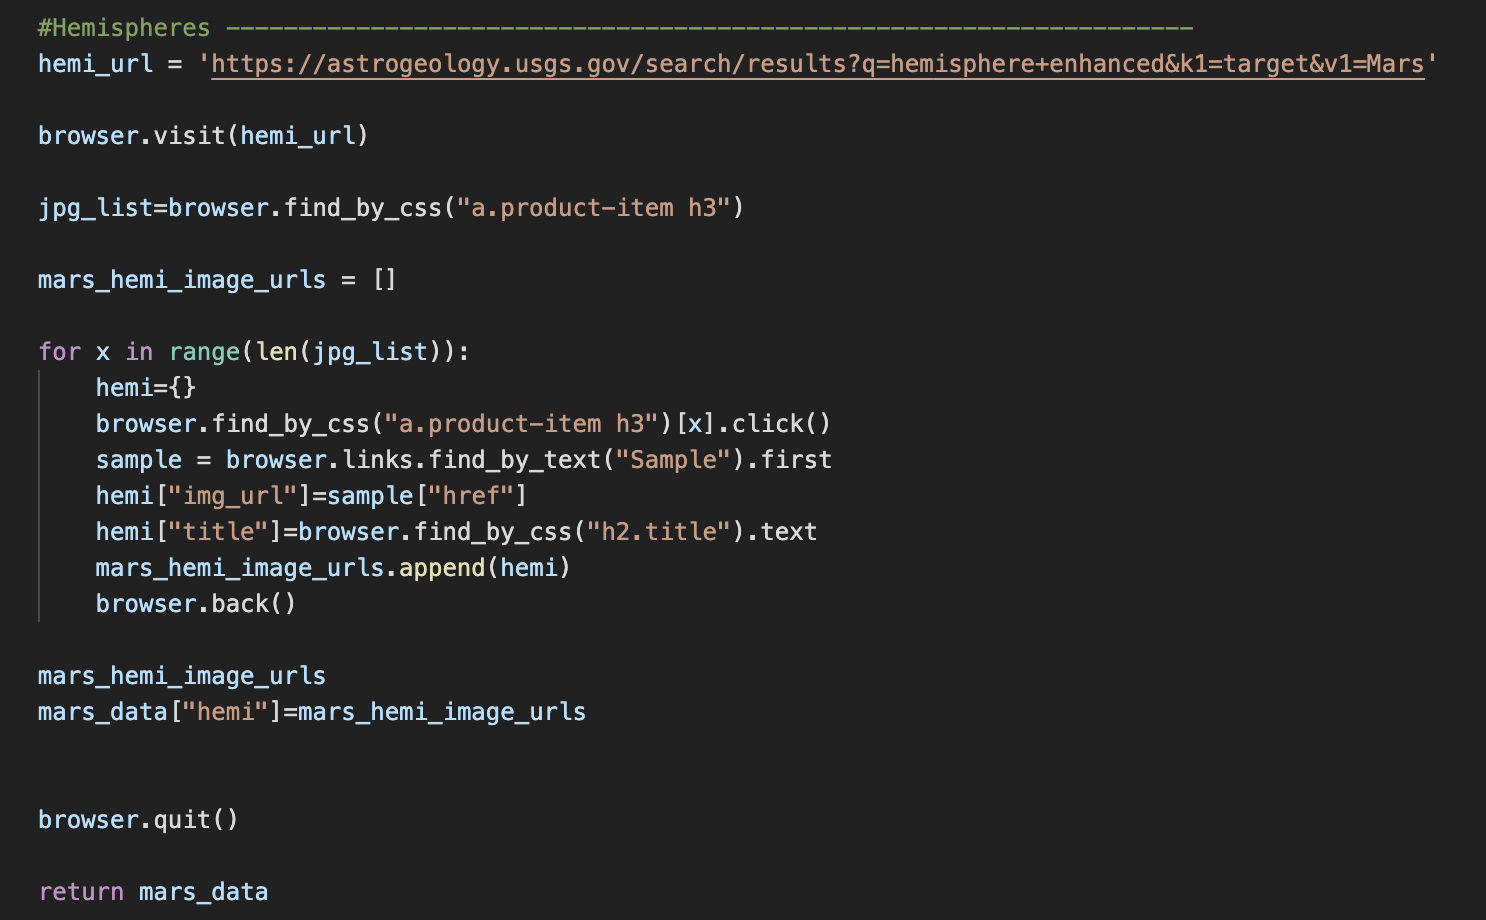 #Hemispheres -------------------------------------------------------------------
hemi_url = 'https://astrogeology.usgs.gov/search/results?q=hemisphere+enhanced&k1=target&v1=Mars'
browser.visit(hemi_url)
jpg_list=browser.find_by_css("a.product-item h3")
mars_hemi_image_urls = []
for x in range(len(jpg_list)):
    hemi={}
    browser.find_by_css("a.product-item h3")[x].click()
    sample = browser.links.find_by_text("Sample").first
    hemi["img_url"]=sample["href"]
    hemi["title"]=browser.find_by_css("h2.title").text
    mars_hemi_image_urls.append(hemi)
    browser.back()
mars_hemi_image_urls
mars_data["hemi"]=mars_hemi_image_urls
browser.quit()
return mars_data